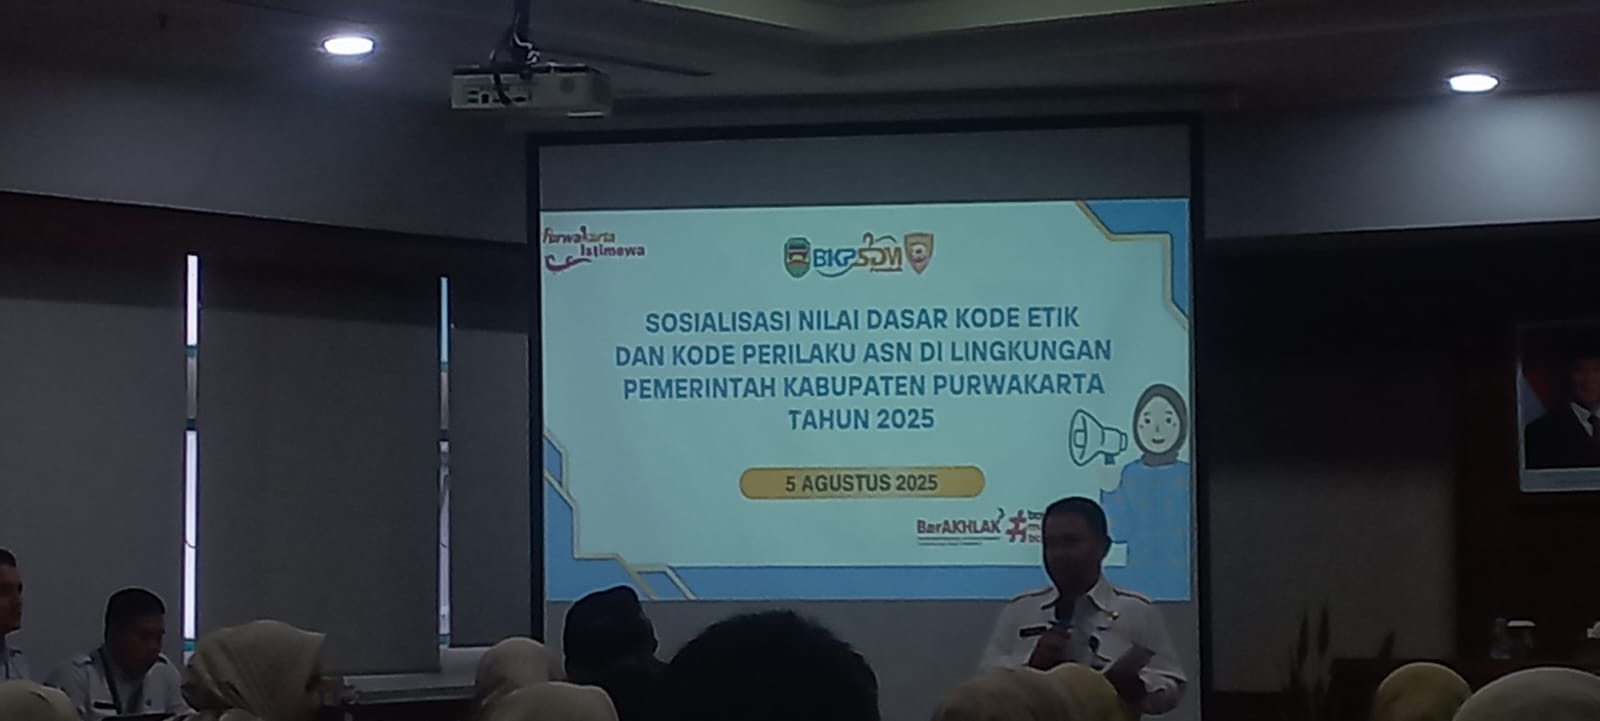 Purwakarta
Istimewa
BKPSDM
SOSIALISASI NILAI DASAR KODE ETIK
DAN KODE PERILAKU ASN DI LINGKUNGAN
PEMERINTAH KABUPATEN PURWAKARTA
TAHUN 2025
5 AGUSTUS 2025
BerAKHLAK
#